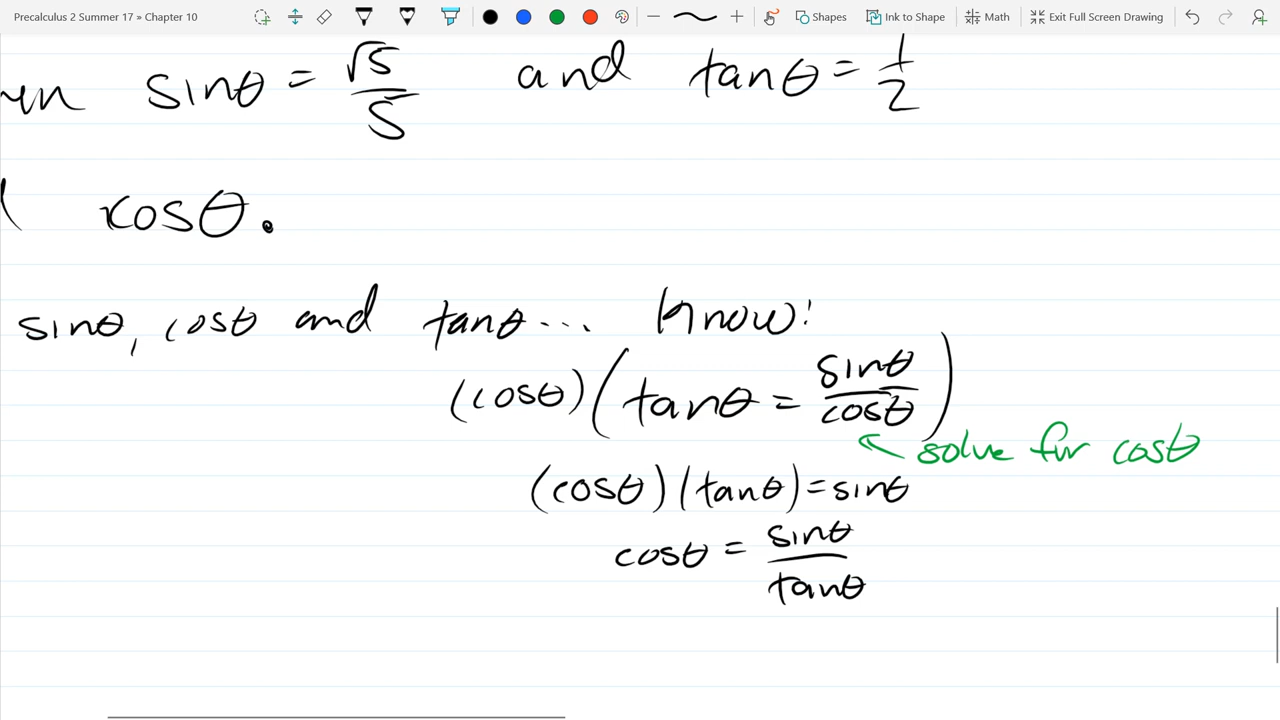 Precalculus 2 Summer 17 » Chapter 10 Shapes Ink to Shape Math Exit Full Screen Drawing
sinθ = √5/5 and tanθ = 1/2
cosθ.
sinθ, cosθ and tanθ... know:
(cosθ)(tanθ = sinθ/cosθ)
solve for cosθ
(cosθ)(tanθ) = sinθ
cosθ = sinθ/tanθ